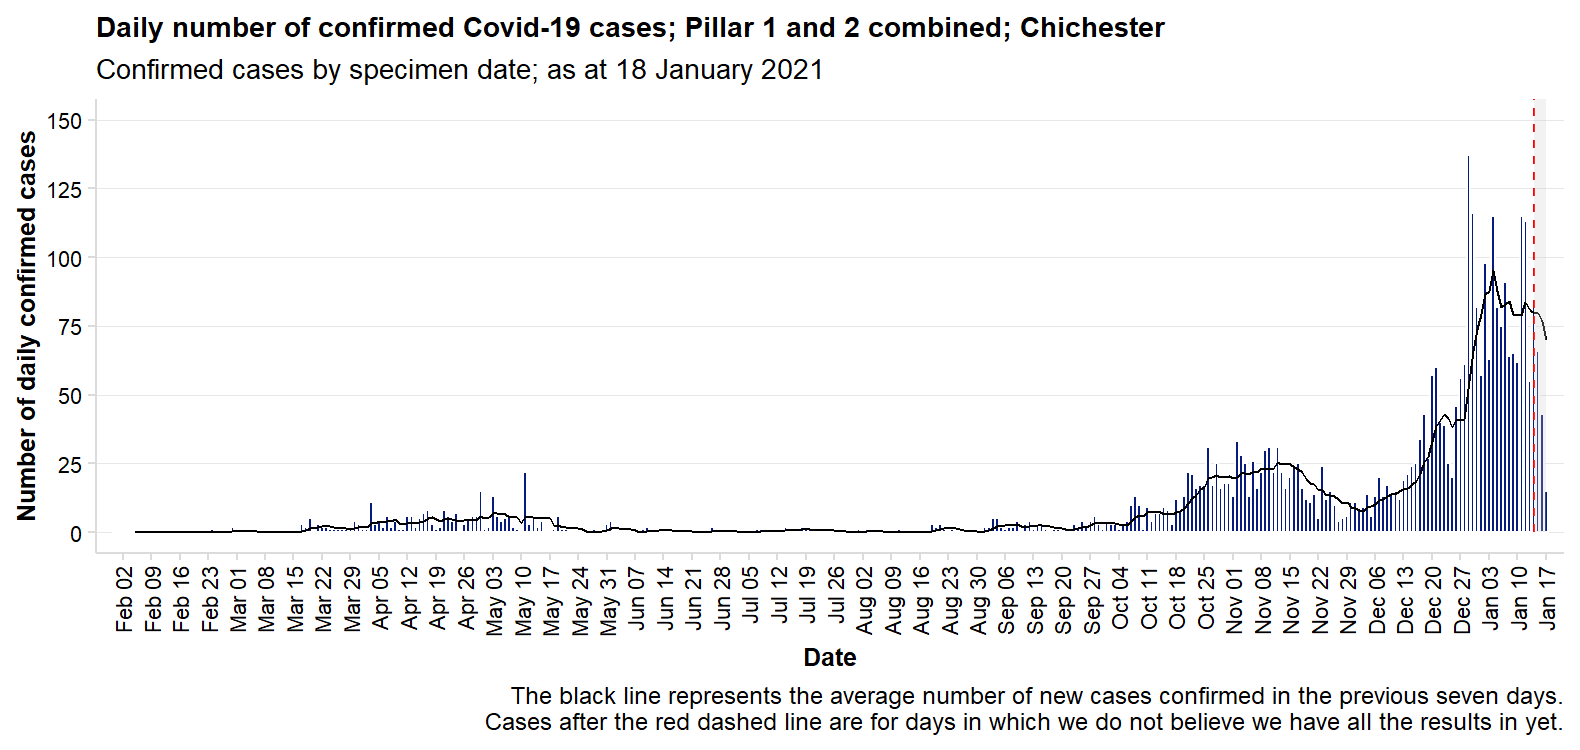 Daily number of confirmed Covid-19 cases; Pillar 1 and 2 combined; Chichester
Confirmed cases by specimen date; as at 18 January 2021
Number of daily confirmed cases
150
125
100
75
50
25
0
Feb 02
Feb 09
Feb 16
Feb 23
Mar 01
Mar 08
Mar 15
Mar 22
Mar 29
Apr 05
Apr 12
Apr 19
Apr 26
May 03
May 10
May 17
May 24
May 31
Jun 07
Jun 14
Jun 21
Jun 28
Jul 05
Jul 12
Jul 19
Jul 26
Aug 02
Aug 09
Aug 16
Aug 23
Aug 30
Sep 06
Sep 13
Sep 20
Sep 27
Oct 04
Oct 11
Oct 18
Oct 25
Nov 01
Nov 08
Nov 15
Nov 22
Nov 29
Dec 06
Dec 13
Dec 20
Dec 27
Jan 03
Jan 10
Jan 17
Date
The black line represents the average number of new cases confirmed in the previous seven days.
Cases after the red dashed line are for days in which we do not believe we have all the results in yet.